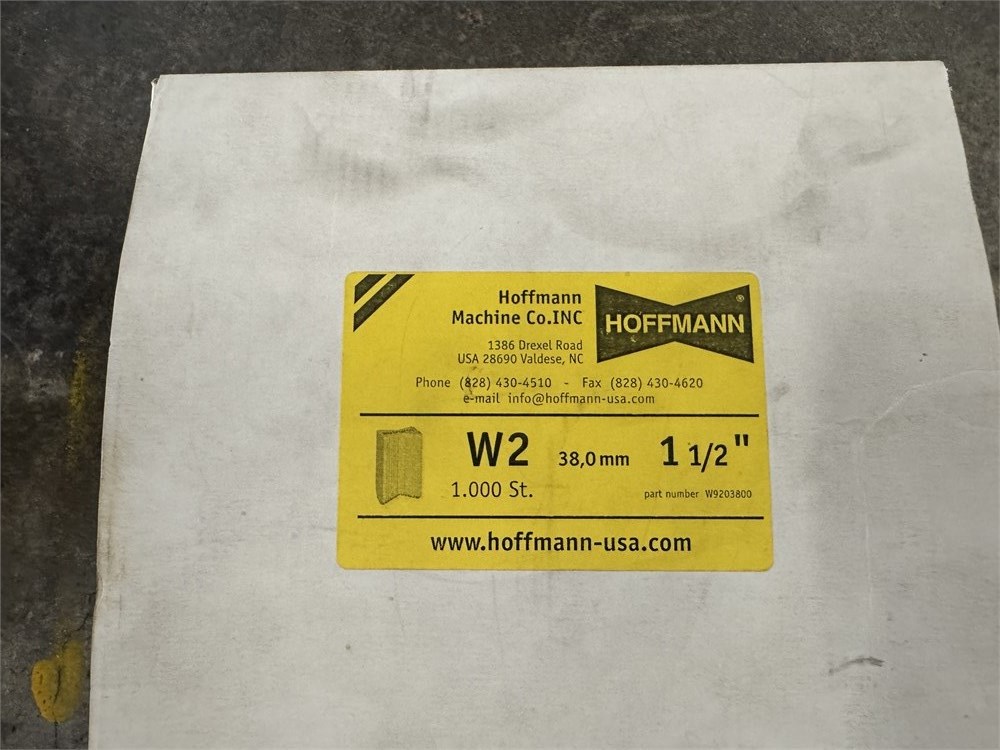 Hoffmann
Machine Co.INC
HOFFMANN®
1386 Drexel Road
USA 28690 Valdese, NC
Phone (828) 430-4510 - Fax (828) 430-4620
e-mail info@hoffmann-usa.com
W2 38,0 mm 1 1/2"
1.000 St.
part number W9203800
www.hoffmann-usa.com